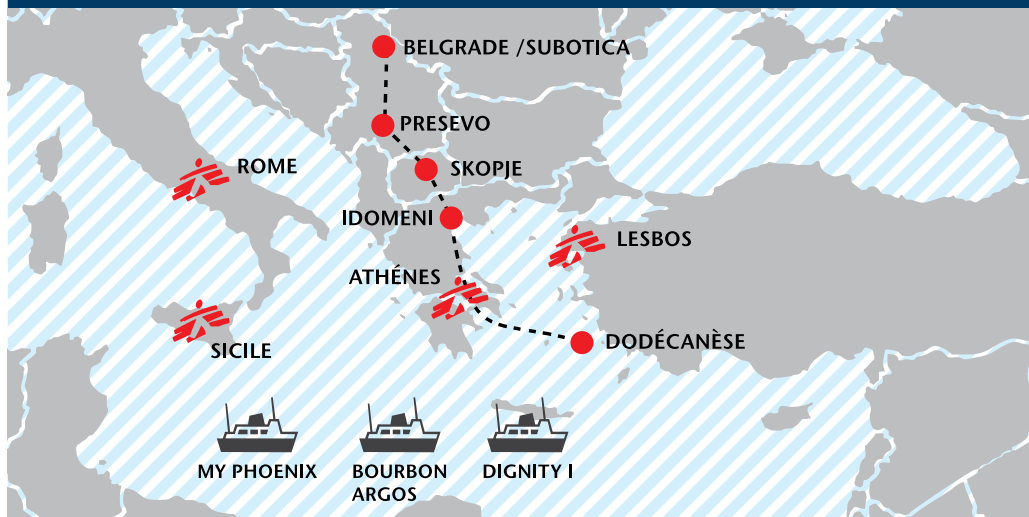 BELGRADE /SUBOTICA
PRESEVO
ROME
SKOPJE
IDOMENI
LESBOS
ATHÉNES
DODÉCANÈSE
SICILE
MY PHOENIX
BOURBON
ARGOS
DIGNITY I